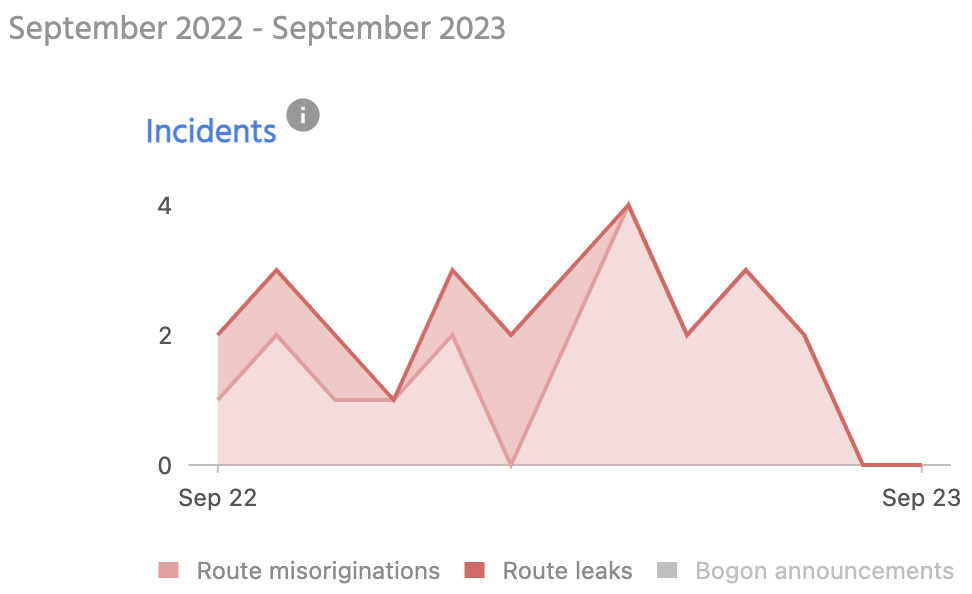 September 2022 - September 2023
Incidents i
4
2
0
Sep 22 Sep 23
Route misoriginations Route leaks Bogon announcements